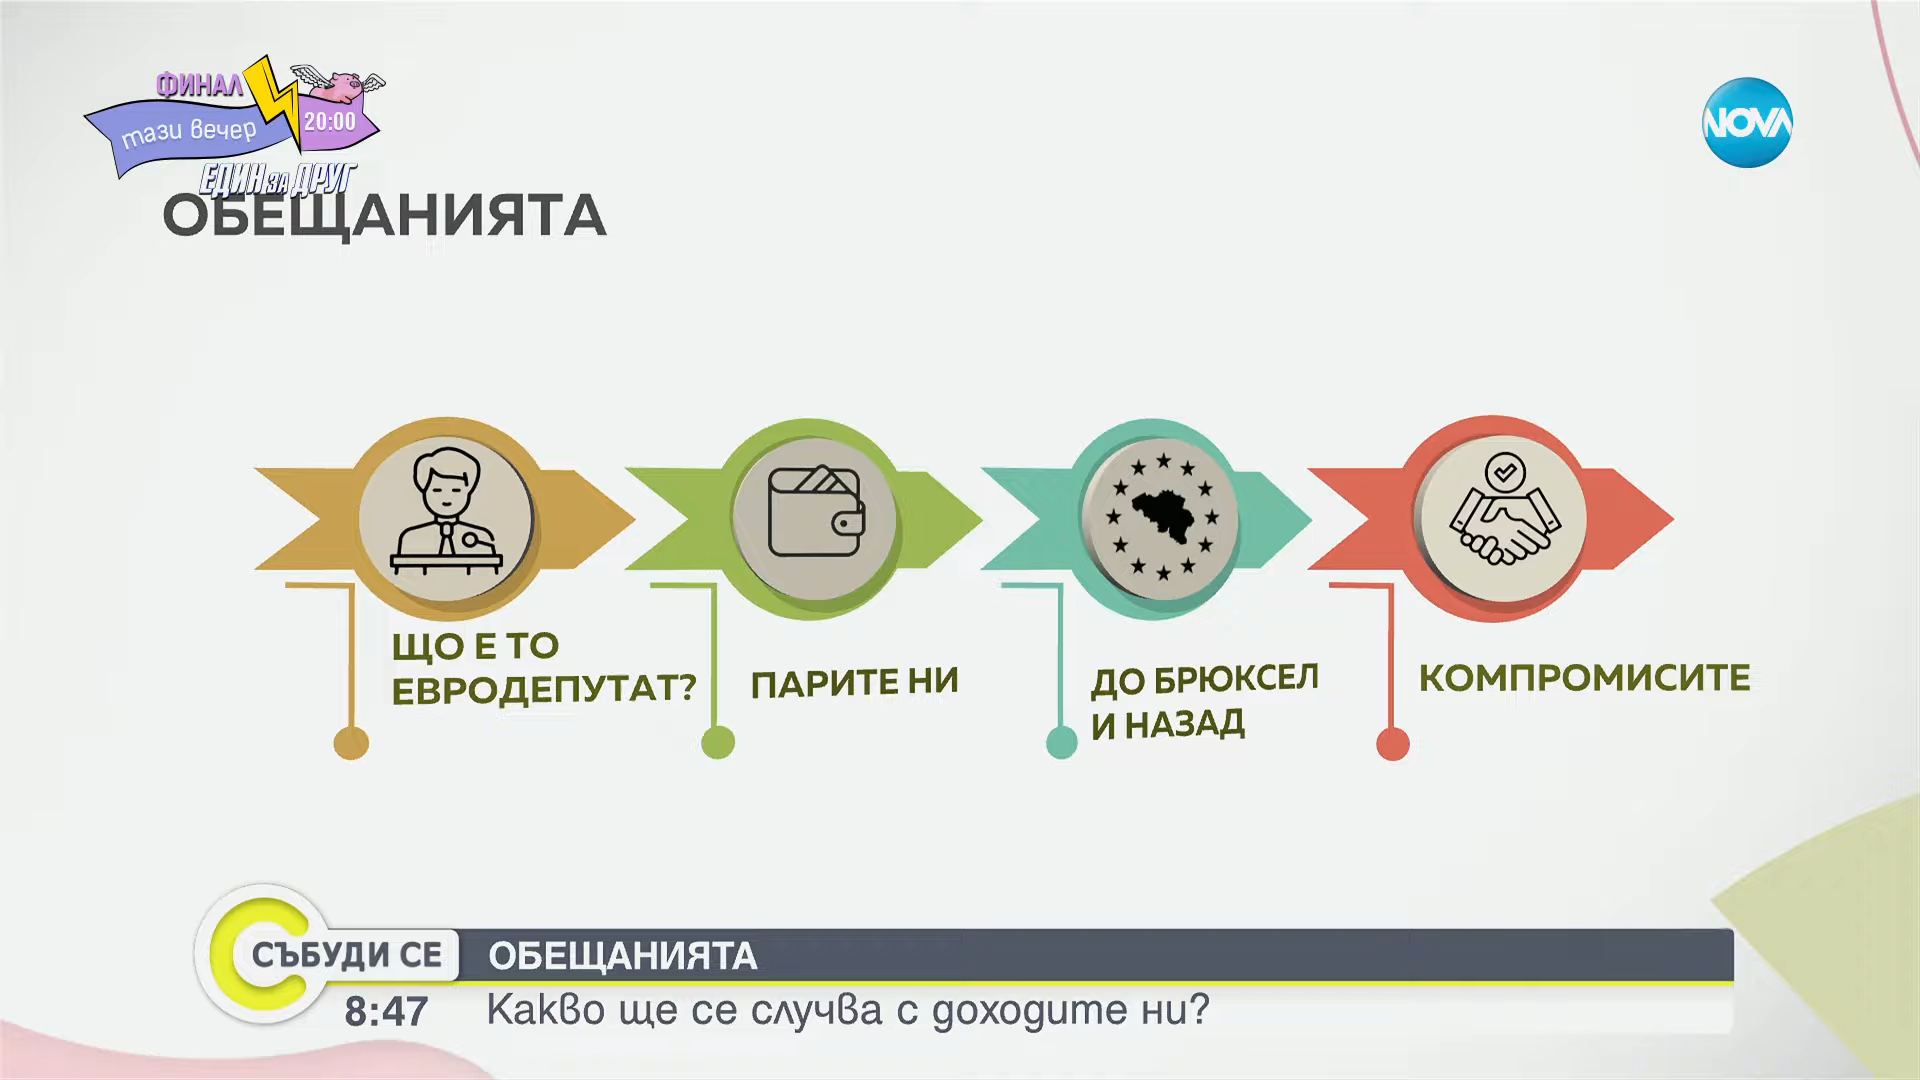 ФИНАЛ
тази вечер
20:00
ЕДИН ЗА ДРУГ
NOVA
ОБЕЩАНИЯТА
ЩО Е ТО
ЕВРОДЕПУТАТ?
ПАРИТЕ НИ
ДО БРЮКСЕЛ
И НАЗАД
КОМПРОМИСИТЕ
СЪБУДИ СЕ
ОБЕЩАНИЯТА
8:47
Какво ще се случва с доходите ни?